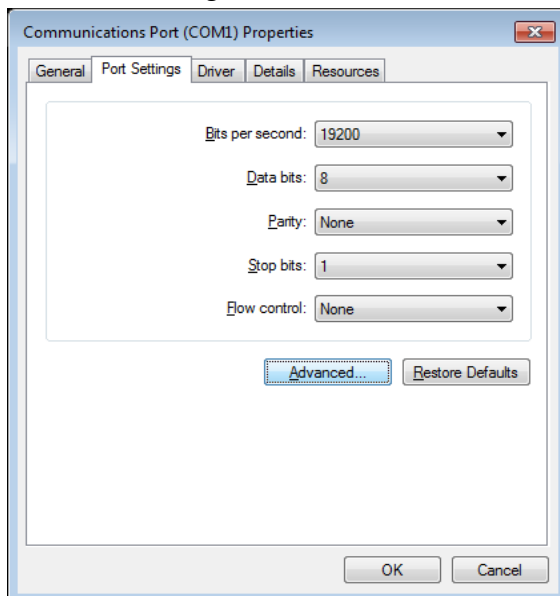 Communications Port (COM1) Properties
General Port Settings Driver Details Resources
Bits per second: 19200
Data bits: 8
Parity: None
Stop bits: 1
Flow control: None
Advanced... Restore Defaults
OK Cancel